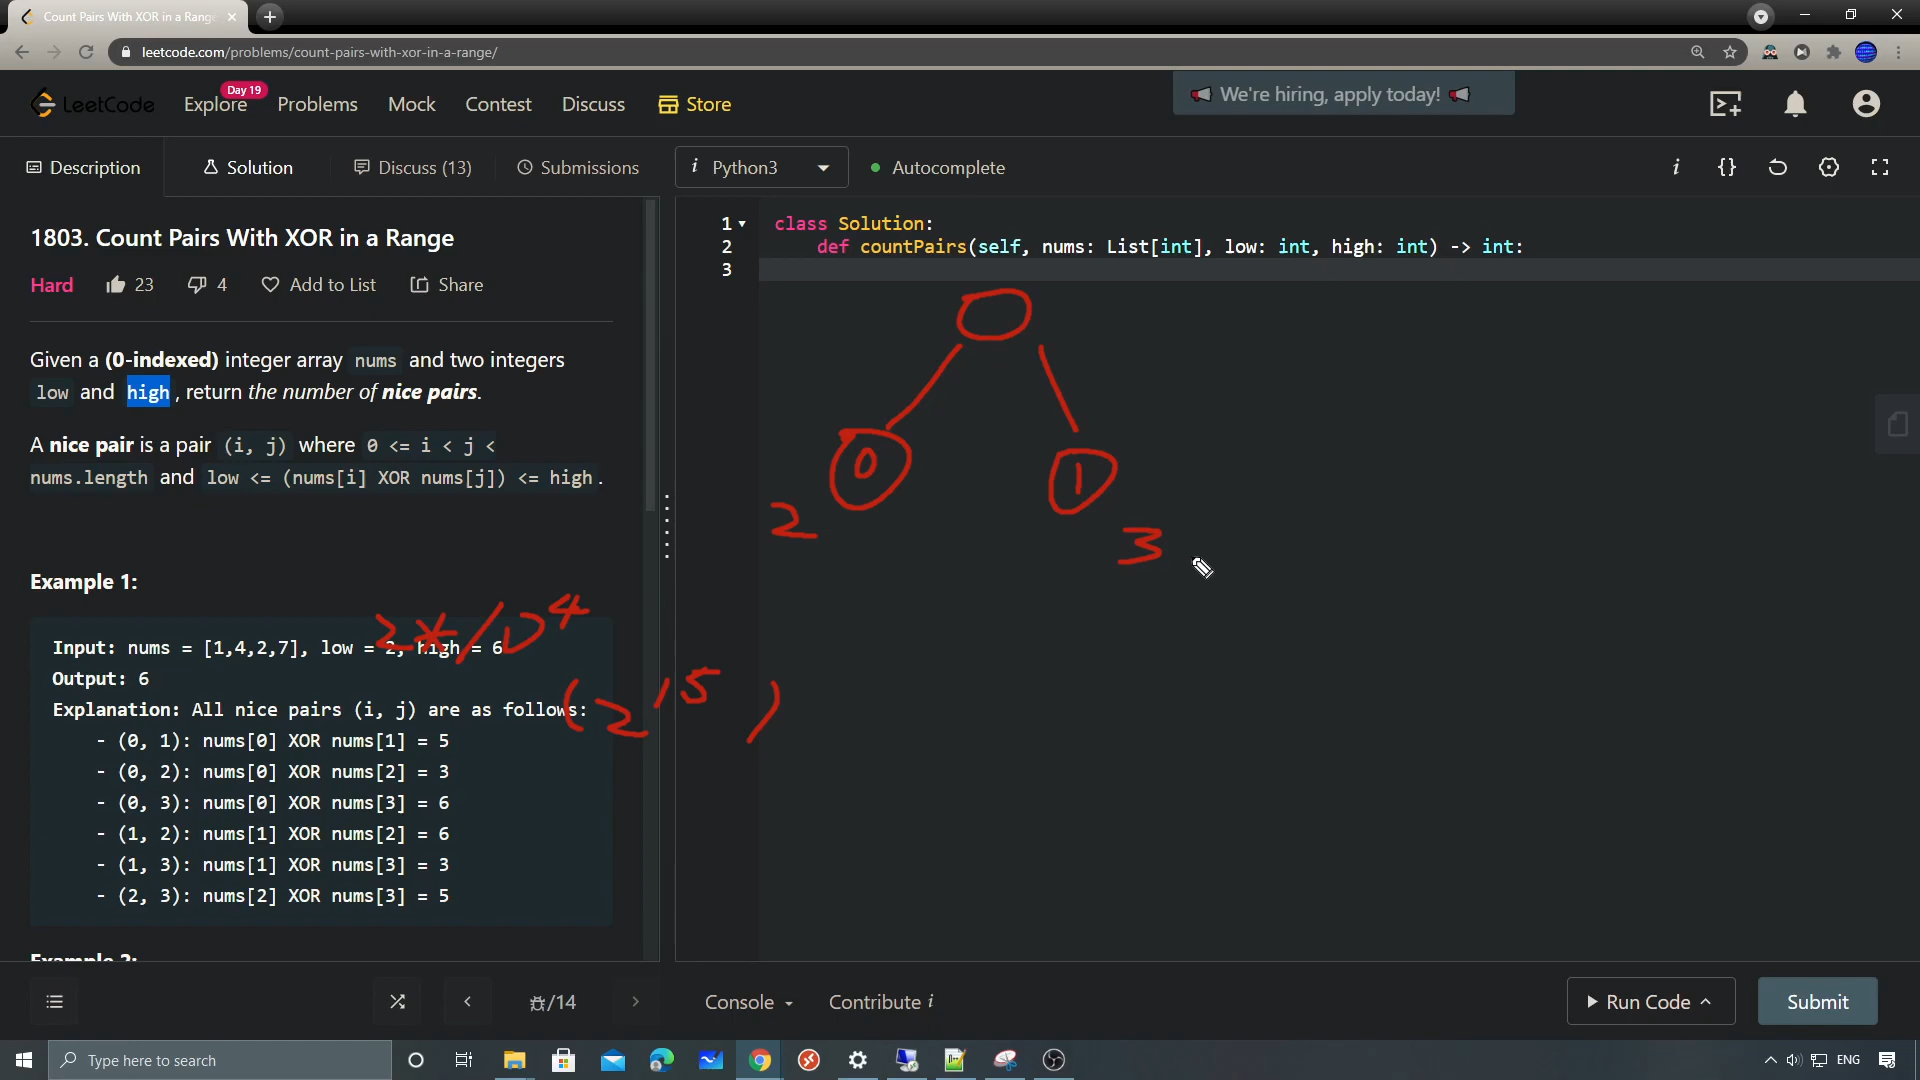 Count Pairs With XOR in a Range
leetcode.com/problems/count-pairs-with-xor-in-a-range/
We're hiring, apply today!
LeetCode
Explore
Day 19
Problems
Mock
Contest
Discuss
Store
Description
Solution
Discuss (13)
Submissions
i Python3
Autocomplete
i {}
1803. Count Pairs With XOR in a Range
Hard
23
4
Add to List
Share
Given a (0-indexed) integer array nums and two integers
low and high, return the number of nice pairs.
A nice pair is a pair (i, j) where 0 <= i < j <
nums.length and low <= (nums[i] XOR nums[j]) <= high.
Example 1:
Input: nums = [1,4,2,7], low = 2, high = 6
Output: 6
Explanation: All nice pairs (i, j) are as follows:
- (0, 1): nums[0] XOR nums[1] = 5
- (0, 2): nums[0] XOR nums[2] = 3
- (0, 3): nums[0] XOR nums[3] = 6
- (1, 2): nums[1] XOR nums[2] = 6
- (1, 3): nums[1] XOR nums[3] = 3
- (2, 3): nums[2] XOR nums[3] = 5
Example 2:
2*10^4
(2^15 )
1
class Solution:
2
def countPairs(self, nums: List[int], low: int, high: int) -> int:
3
0
1
2
3
/14
Console
Contribute i
Run Code
Submit
Type here to search
ENG